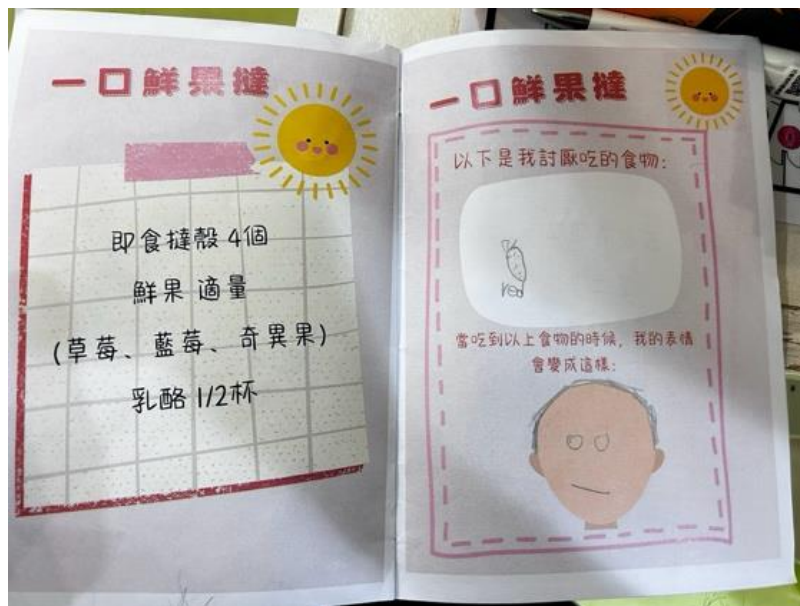 一口鮮果撻
即食撻殼 4個
鮮果 適量
(草莓、藍莓、奇異果)
乳酪 1/2杯
一口鮮果撻
以下是我討厭吃的食物:
red
當吃到以上食物的時候, 我的表情
會變成這樣: